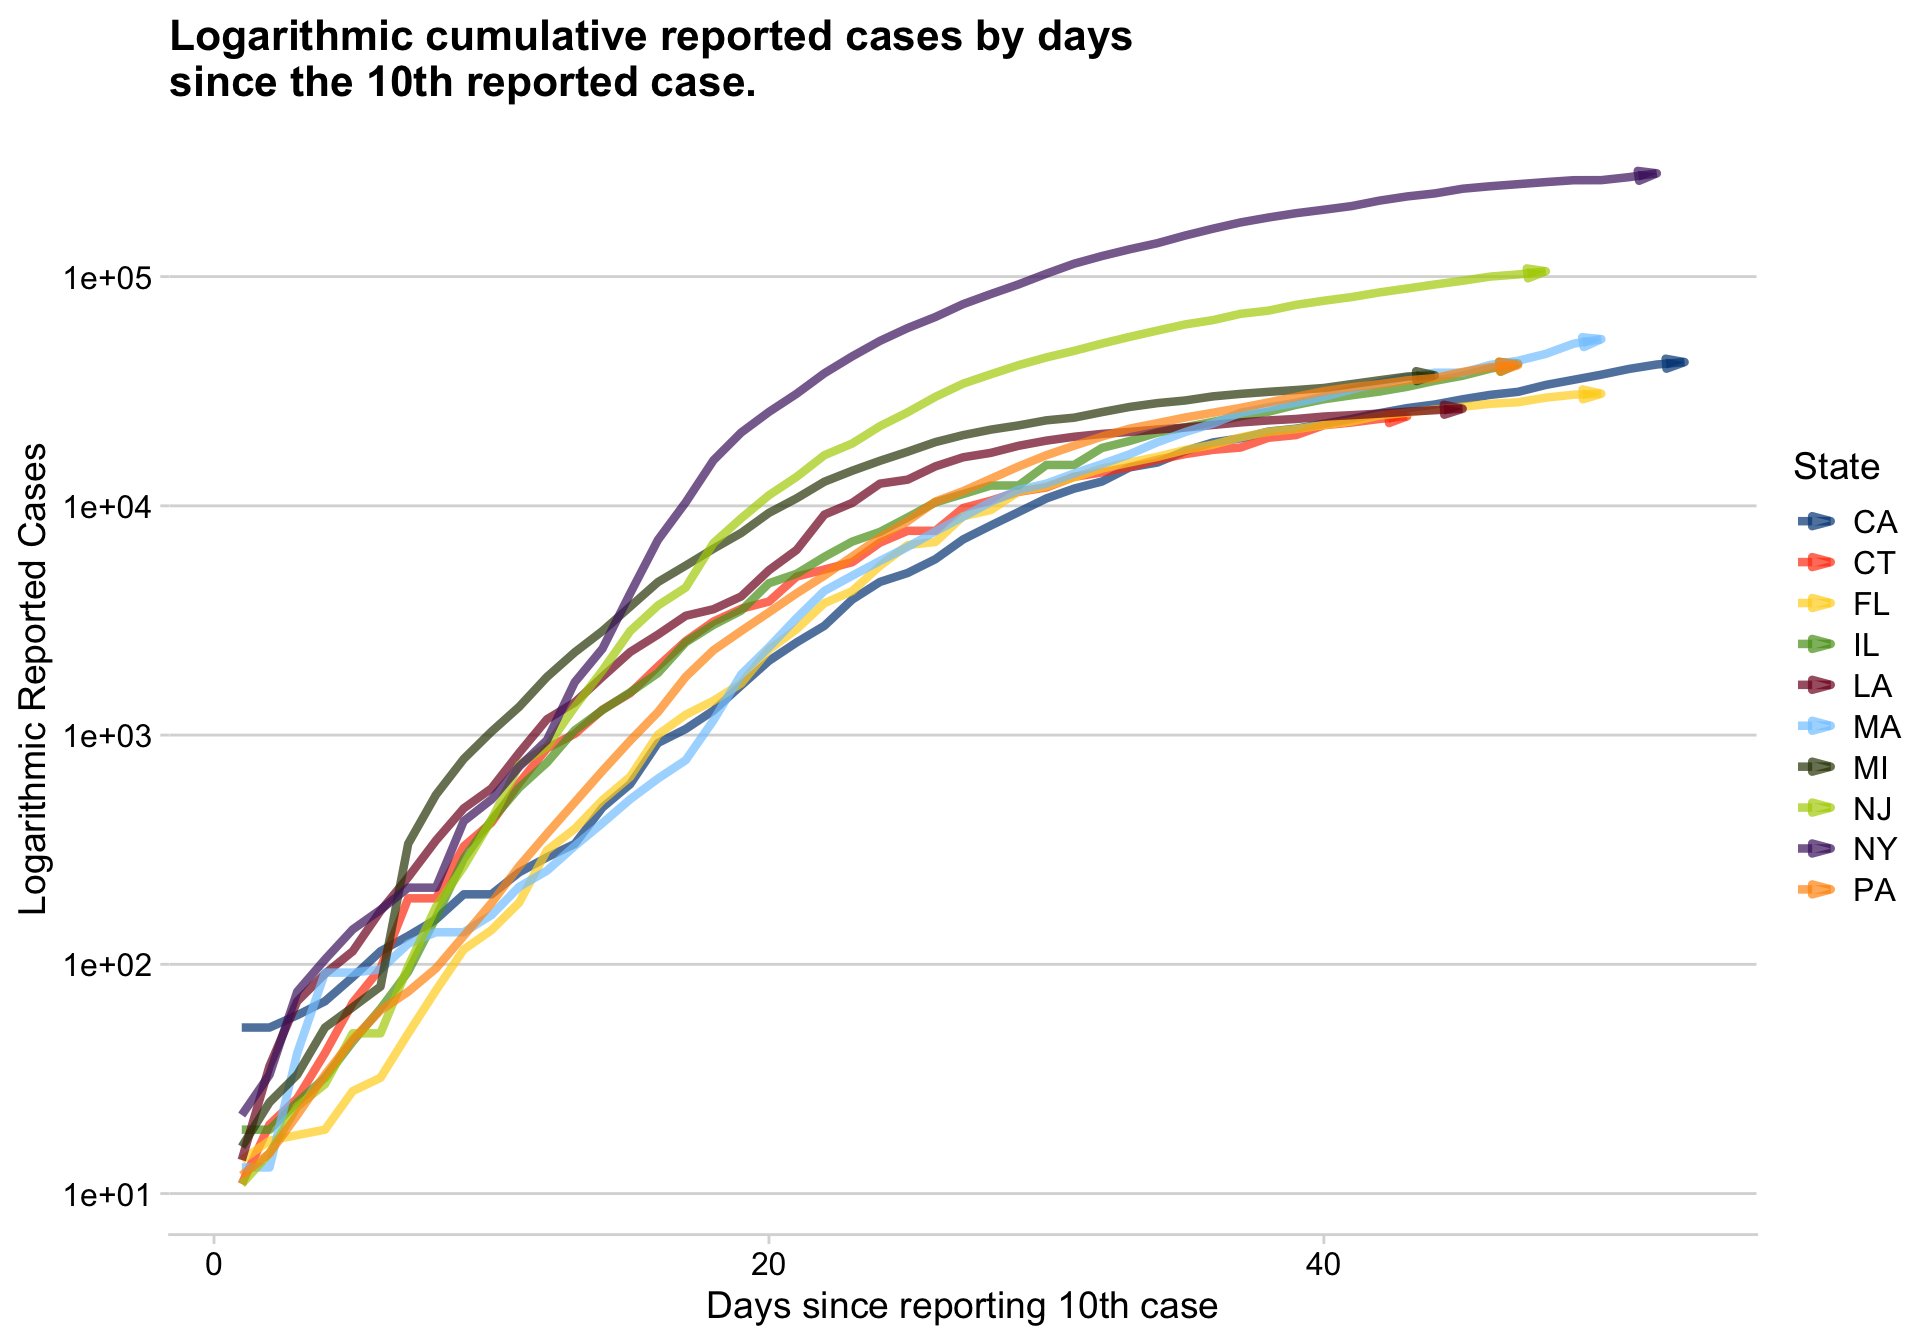 Logarithmic cumulative reported cases by days
since the 10th reported case.
Logarithmic Reported Cases
1e+05
1e+04
1e+03
1e+02
1e+01
0
20
40
Days since reporting 10th case
State
CA
CT
FL
IL
LA
MA
MI
NJ
NY
PA